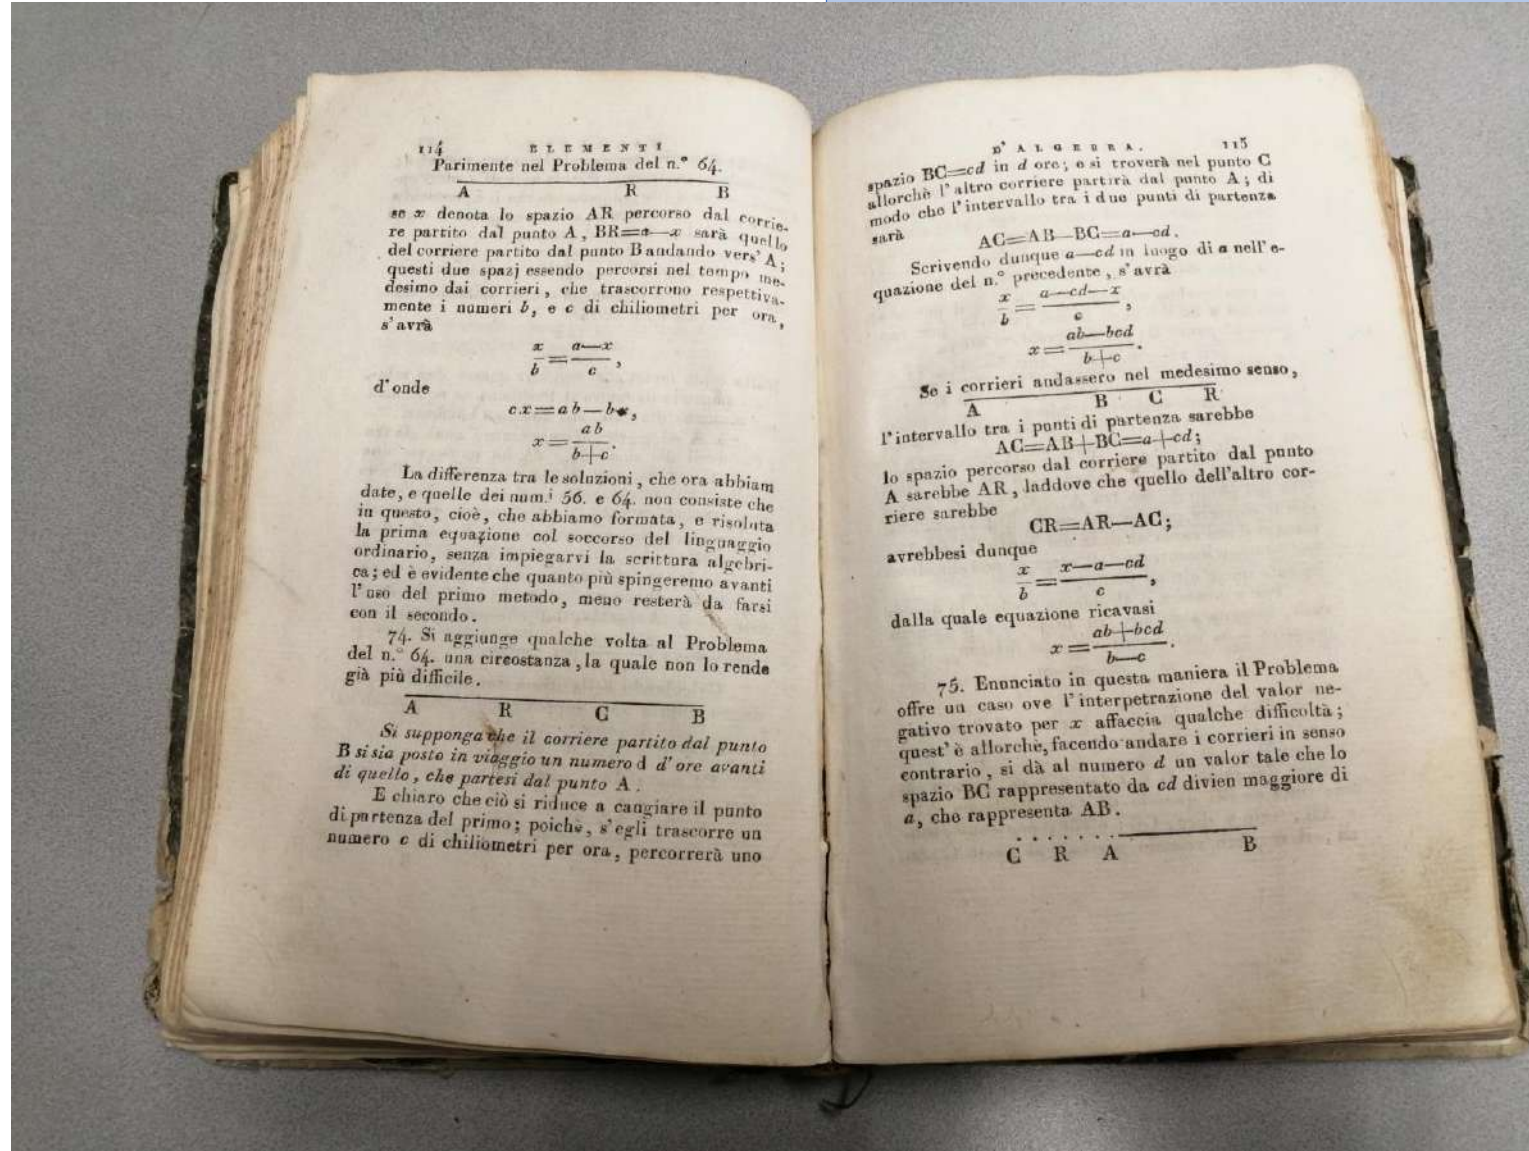 114 ELEMENTI
Parimente nel Problema del n.° 64.
A R B
se x denota lo spazio AR percorso dal corrie-
re partito dal punto A, BR=a—x sarà quello
del corriere partito dal punto B andando vers' A;
questi due spazj essendo percorsi nel tempo me-
desimo dai corrieri, che trascorrono respettiva-
mente i numeri b, e c di chiliometri per ora,
s'avrà
x/b = a—x/c ,
d'onde
c.x=ab—bx,
x= ab/b+c .
La differenza tra le soluzioni, che ora abbiam
date, e quelle dei num.i 56. e 64. non consiste che
in questo, cioè, che abbiamo formata, e risoluta
la prima equazione col soccorso del linguaggio
ordinario, senza impiegarvi la scrittura algebri-
ca; ed è evidente che quanto più spingeremo avanti
l'uso del primo metodo, meno resterà da farsi
con il secondo.
74. Si aggiunge qualche volta al Problema
del n.° 64. una circostanza, la quale non lo rende
già più difficile.
A R C B
Si supponga che il corriere partito dal punto
B si sia posto in viaggio un numero d d'ore avanti
di quello, che partesi dal punto A.
E chiaro che ciò si riduce a cangiare il punto
di partenza del primo; poichè, s'egli trascorre un
numero c di chiliometri per ora, percorrerà uno
D'ALGEBRA. 115
spazio BC=cd in d ore; e si troverà nel punto C
allorchè l'altro corriere partirà dal punto A; di
modo che l'intervallo tra i due punti di partenza
sarà
AC=AB—BC=a—cd.
Scrivendo dunque a—cd in luogo di a nell'e-
quazione del n.° precedente, s'avrà
x/b = a—cd—x/c ,
x= ab—bcd/b+c .
Se i corrieri andassero nel medesimo senso,
A B C R
l'intervallo tra i punti di partenza sarebbe
AC=AB+BC=a+cd;
lo spazio percorso dal corriere partito dal punto
A sarebbe AR, laddove che quello dell'altro cor-
riere sarebbe
CR=AR—AC;
avrebbesi dunque
x/b = x—a—cd/c ,
dalla quale equazione ricavasi
x= ab+bcd/b—c .
75. Enunciato in questa maniera il Problema
offre un caso ove l'interpetrazione del valor ne-
gativo trovato per x affaccia qualche difficoltà;
quest'è allorchè, facendo andare i corrieri in senso
contrario, si dà al numero d un valor tale che lo
spazio BC rappresentato da cd divien maggiore di
a, che rappresenta AB.
C R A B